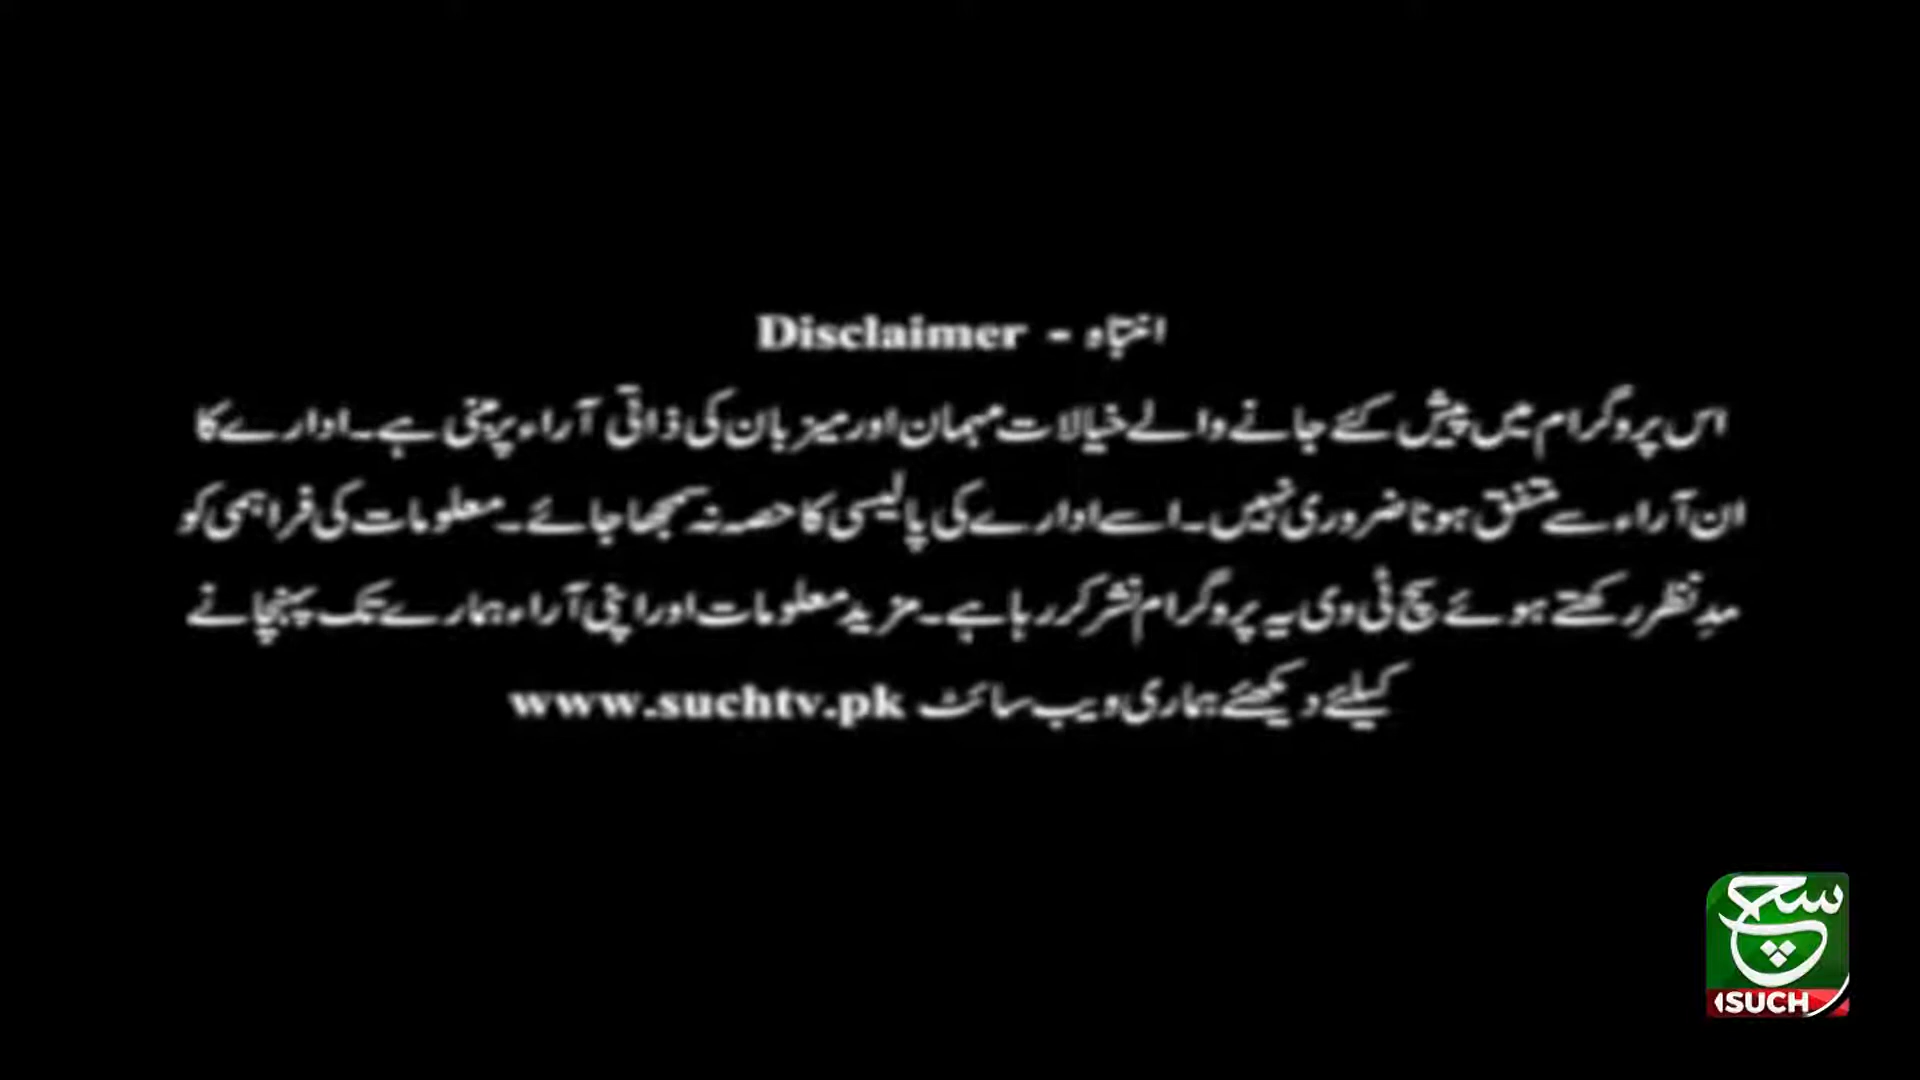 انتباہ - Disclaimer
اس پروگرام میں پیش کئے جانے والے خیالات مہمان اور میزبان کی ذاتی آراء پر مبنی ہے۔ ادارے کا
ان آراء سے متفق ہونا ضروری نہیں۔ اسے ادارے کی پالیسی کا حصہ نہ سمجھا جائے۔ معلومات کی فراہمی کو
مدِنظر رکھتے ہوئے سچ ٹی وی یہ پروگرام نشر کر رہا ہے۔ مزید معلومات اور اپنی آراء ہمارے تک پہنچانے
کیلئے دیکھئے ہماری ویب سائٹ www.suchtv.pk
سچ
SUCH